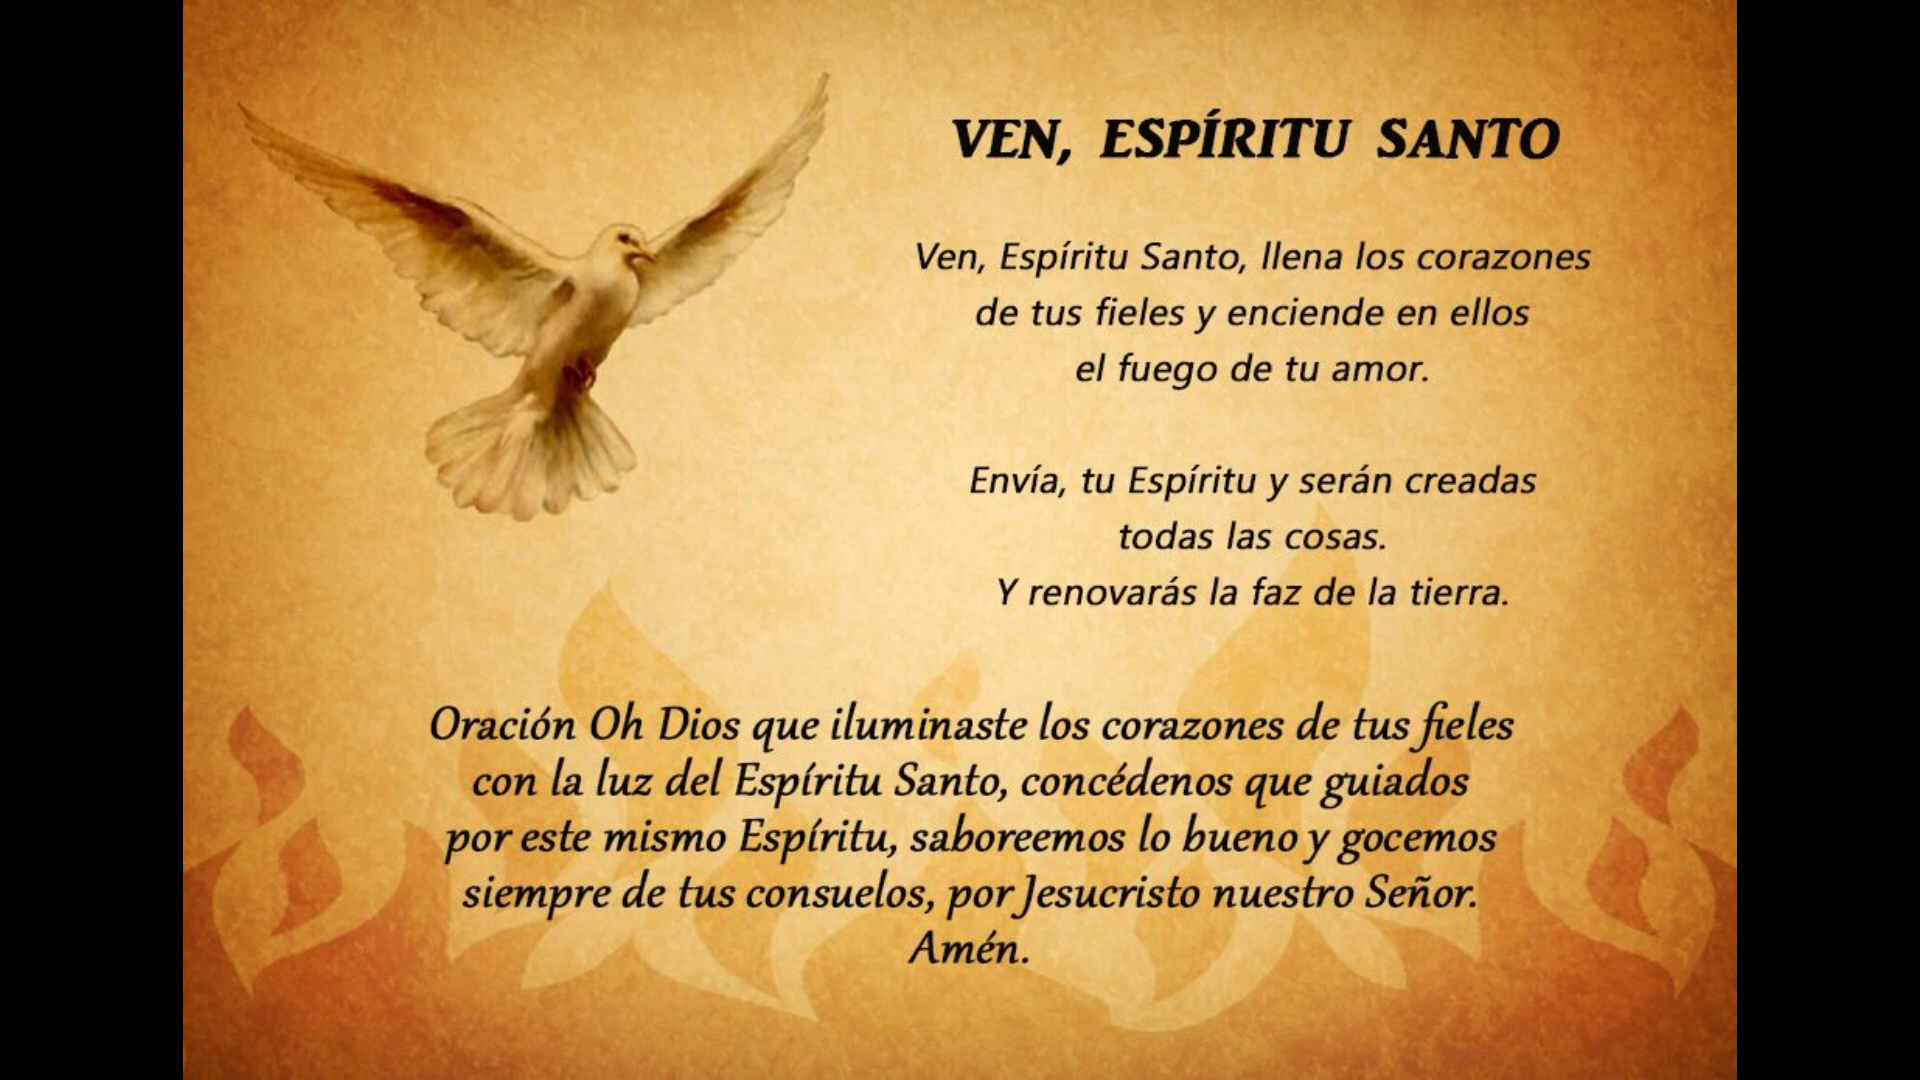 VEN, ESPÍRITU SANTO
Ven, Espíritu Santo, llena los corazones
de tus fieles y enciende en ellos
el fuego de tu amor.
Envía, tu Espíritu y serán creadas
todas las cosas.
Y renovarás la faz de la tierra.
Oración Oh Dios que iluminaste los corazones de tus fieles
con la luz del Espíritu Santo, concédenos que guiados
por este mismo Espíritu, saboreemos lo bueno y gocemos
siempre de tus consuelos, por Jesucristo nuestro Señor.
Amén.